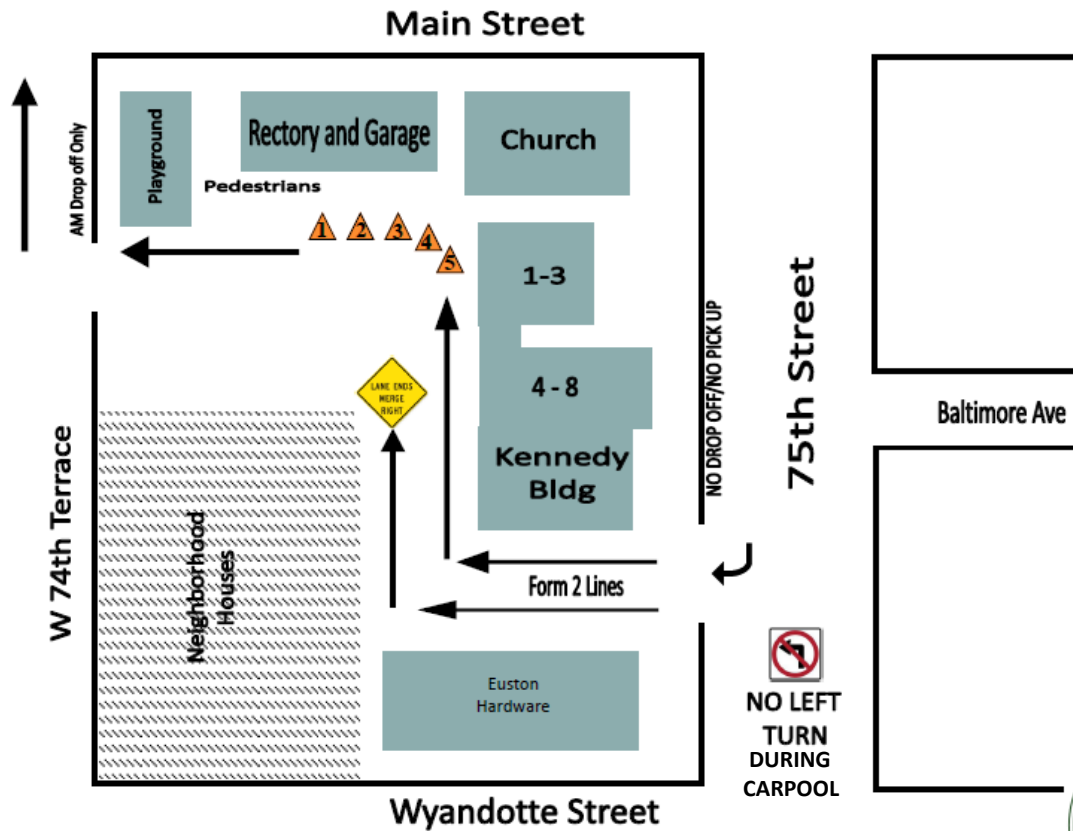 Main Street
AM Drop off Only
Playground
Rectory and Garage
Church
Pedestrians
1
2
3
4
5
1-3
4 - 8
Kennedy
Bldg
LANE ENDS
MERGE
RIGHT
NO DROP OFF/NO PICK UP
75th Street
Baltimore Ave
W 74th Terrace
Neighborhood
Houses
Form 2 Lines
Euston
Hardware
NO LEFT
TURN
DURING
CARPOOL
Wyandotte Street